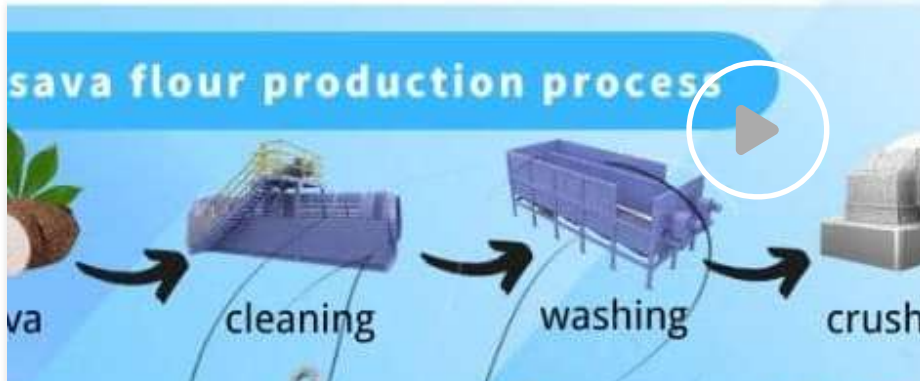 sava flour production process
va
cleaning
washing
crush